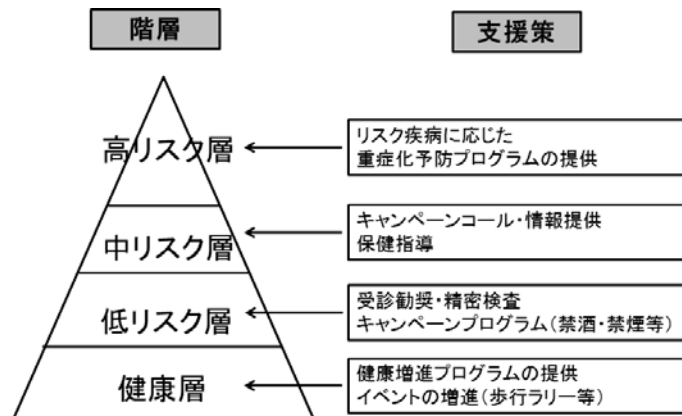 階層
支援策
高リスク層
リスク疾病に応じた
重症化予防プログラムの提供
中リスク層
キャンペーンコール・情報提供
保健指導
低リスク層
受診勧奨・精密検査
キャンペーンプログラム(禁酒・禁煙等)
健康層
健康増進プログラムの提供
イベントの増進(歩行ラリー等)